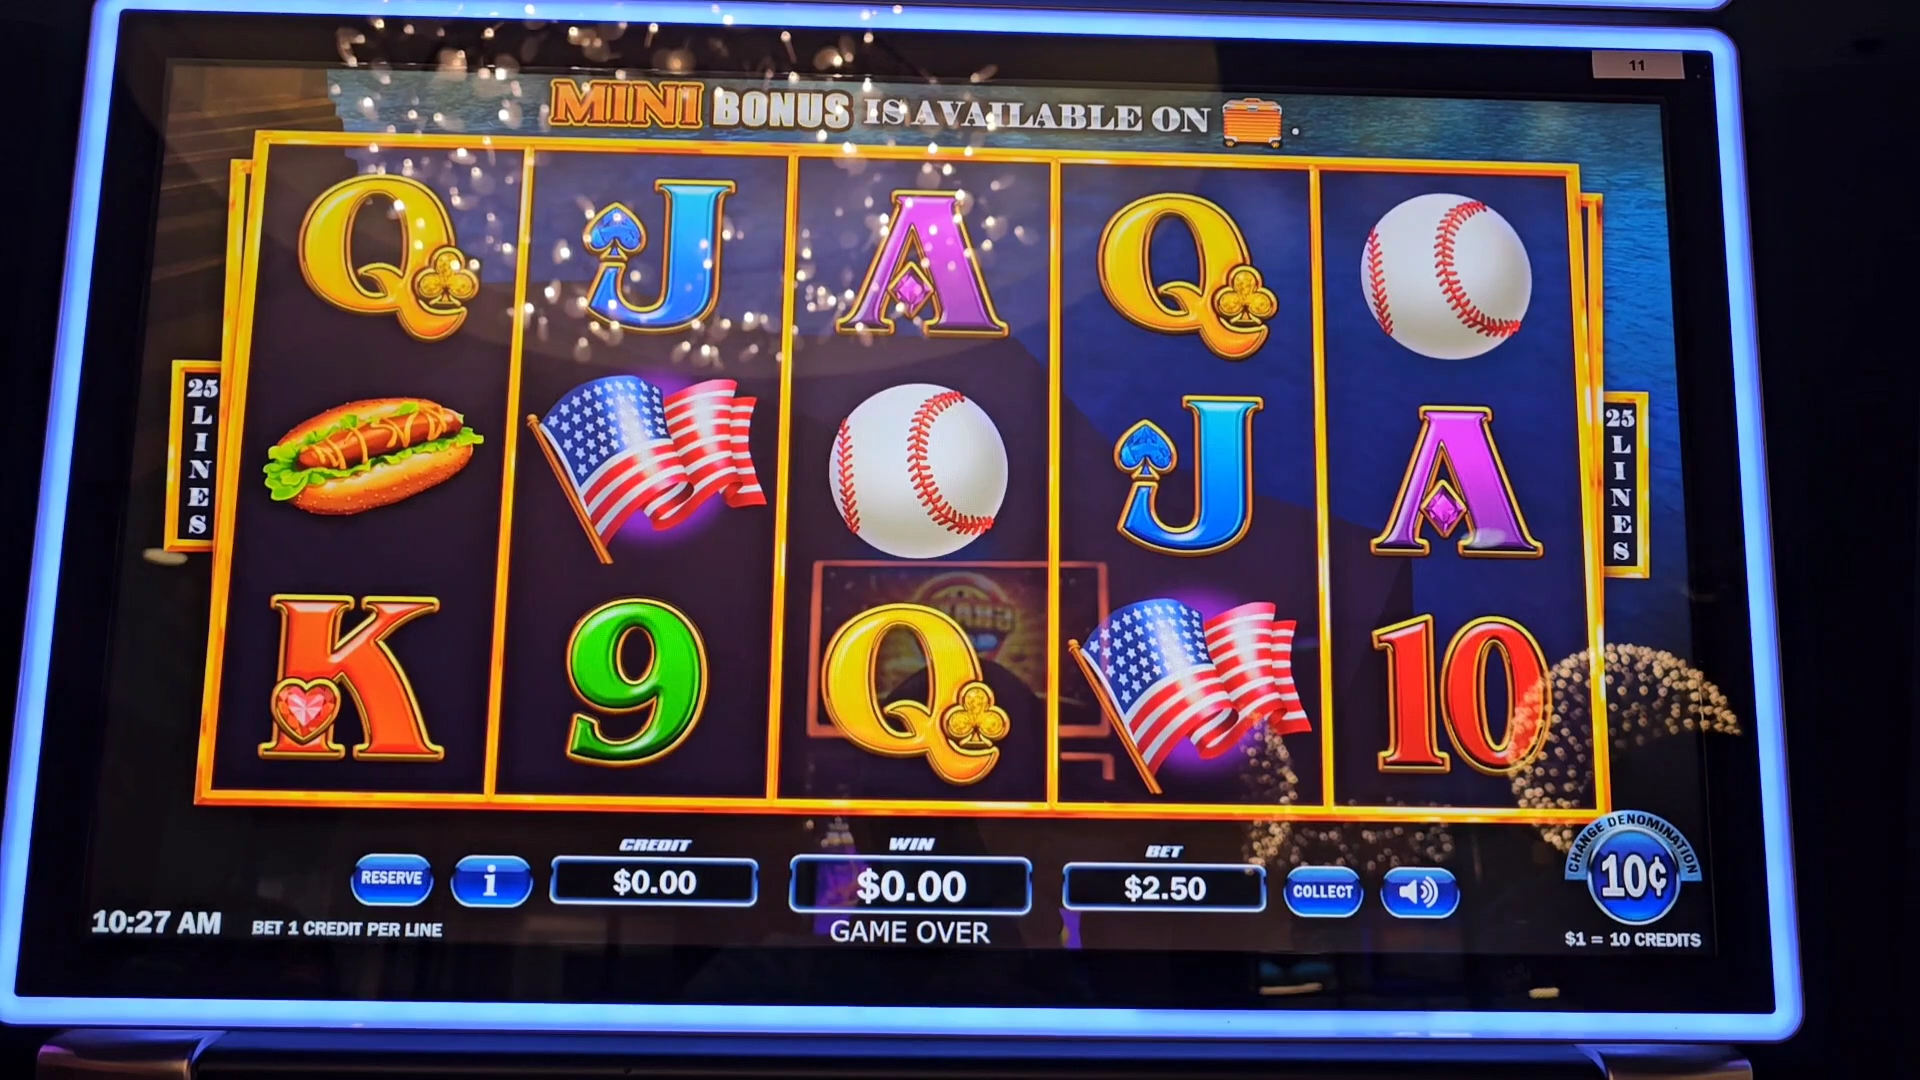 11
MINI BONUS IS AVAILABLE ON .
Q J A Q
25 LINES
J A
25 LINES
K 9 Q 10
CREDIT WIN BET
RESERVE i $0.00 $0.00 $2.50 COLLECT
CHANGE DENOMINATION
10¢
10:27 AM BET 1 CREDIT PER LINE GAME OVER $1 = 10 CREDITS